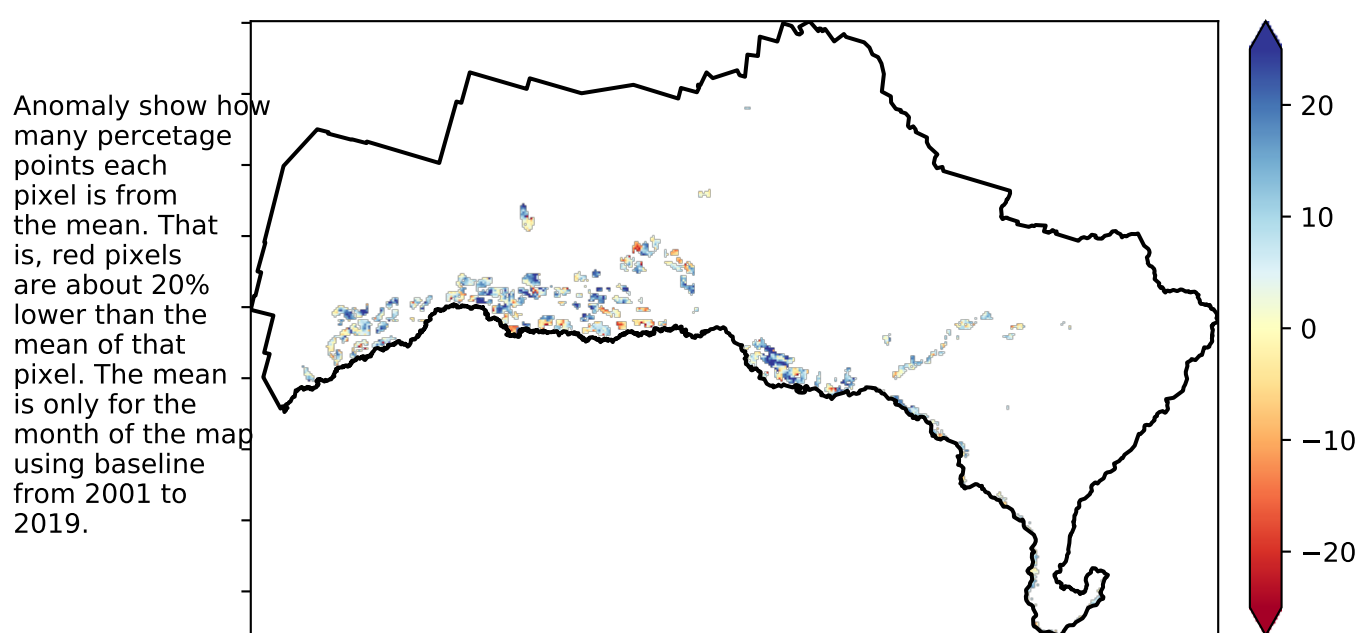 Anomaly show how
many percetage
points each
pixel is from
the mean. That
is, red pixels
are about 20%
lower than the
mean of that
pixel. The mean
is only for the
month of the map
using baseline
from 2001 to
2019.
20
10
0
−10
−20